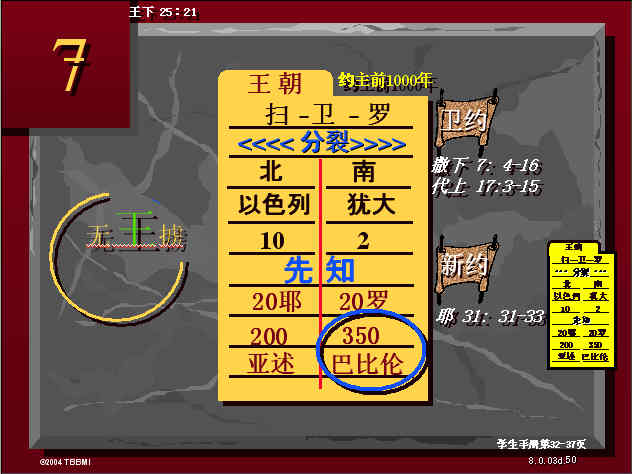 王下 25：21
7
王 朝
约主前1000年
扫 -卫 - 罗
<<<< 分裂>>>>
北 南
以色列 犹大
10 2
先 知
20耶 20罗
200 350
亚述 巴比伦
无 王 掳
卫约
撒下 7: 4-16
代上 17:3-15
新约
耶 31: 31-33
王朝
扫 –卫– 罗
分裂
北 南
以色列 犹大
10 2
先知
20耶 20罗
200 350
亚述 巴比伦
学生手册第32-37页
8.0.03d.50
©2004 TBBMI